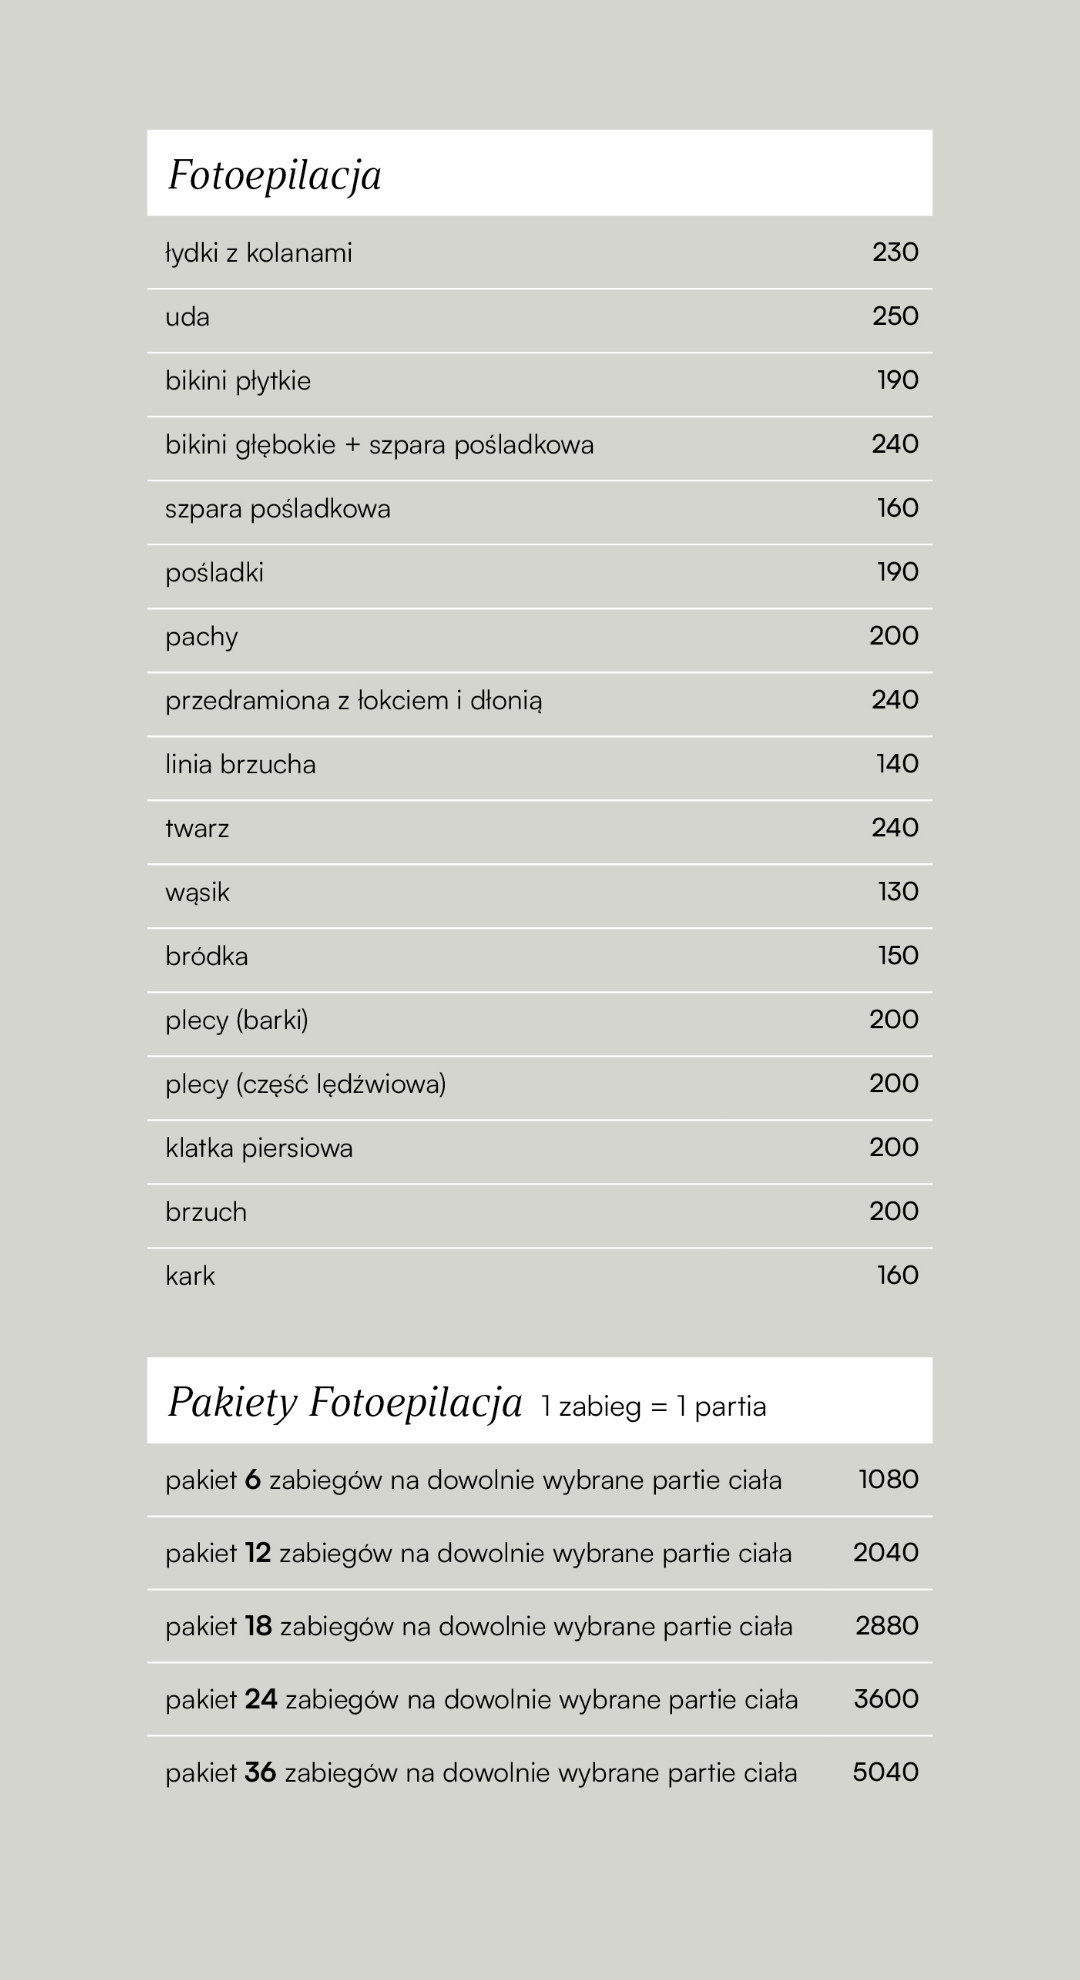 Fotoepilacja
łydki z kolanami 230
uda 250
bikini płytkie 190
bikini głębokie + szpara pośladkowa 240
szpara pośladkowa 160
pośladki 190
pachy 200
przedramiona z łokciem i dłonią 240
linia brzucha 140
twarz 240
wąsik 130
bródka 150
plecy (barki) 200
plecy (część lędźwiowa) 200
klatka piersiowa 200
brzuch 200
kark 160
Pakiety Fotoepilacja 1 zabieg = 1 partia
pakiet 6 zabiegów na dowolnie wybrane partie ciała 1080
pakiet 12 zabiegów na dowolnie wybrane partie ciała 2040
pakiet 18 zabiegów na dowolnie wybrane partie ciała 2880
pakiet 24 zabiegów na dowolnie wybrane partie ciała 3600
pakiet 36 zabiegów na dowolnie wybrane partie ciała 5040